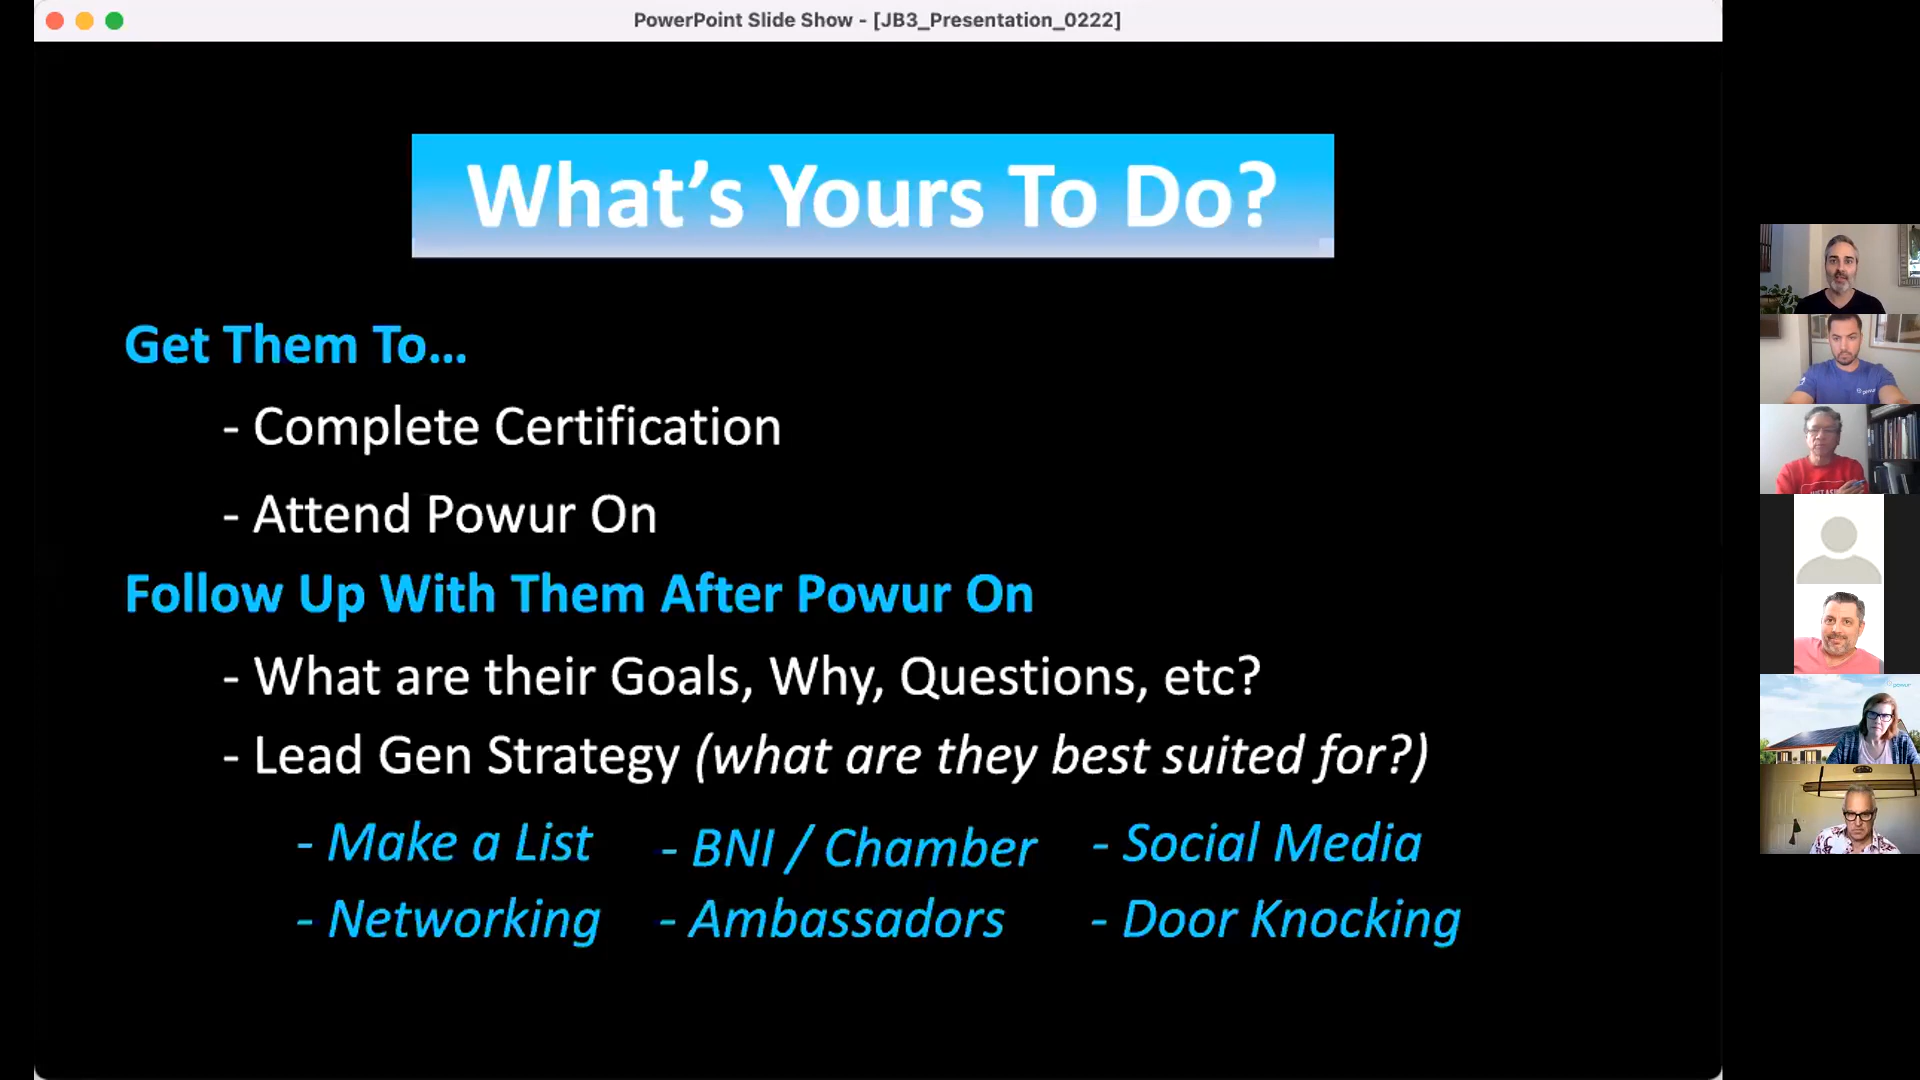 PowerPoint Slide Show - [JB3_Presentation_0222]
What's Yours To Do?
Get Them To...
- Complete Certification
- Attend Powur On
Follow Up With Them After Powur On
- What are their Goals, Why, Questions, etc?
- Lead Gen Strategy (what are they best suited for?)
- Make a List - BNI / Chamber - Social Media
- Networking - Ambassadors - Door Knocking
powur